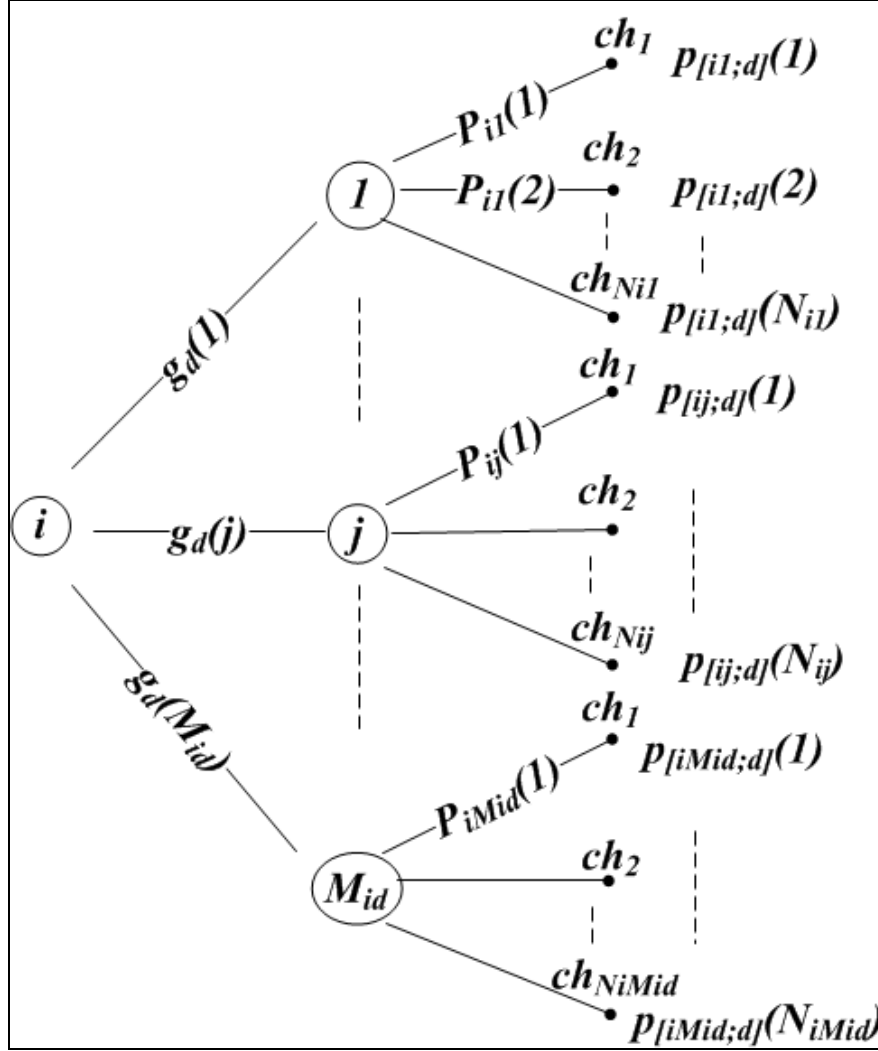 ch₁ p[i1;d](1)
Pi1(1)
ch₂
1 Pi1(2) p[i1;d](2)
chNi1
p[i1;d](Ni1)
gd(1)
ch₁ p[ij;d](1)
Pij(1)
ch₂
i gd(j) j
chNij
p[ij;d](Nij)
gd(Mid)
ch₁
p[iMid;d](1)
PiMid(1)
ch₂
Mid
chNiMid
p[iMid;d](NiMid)